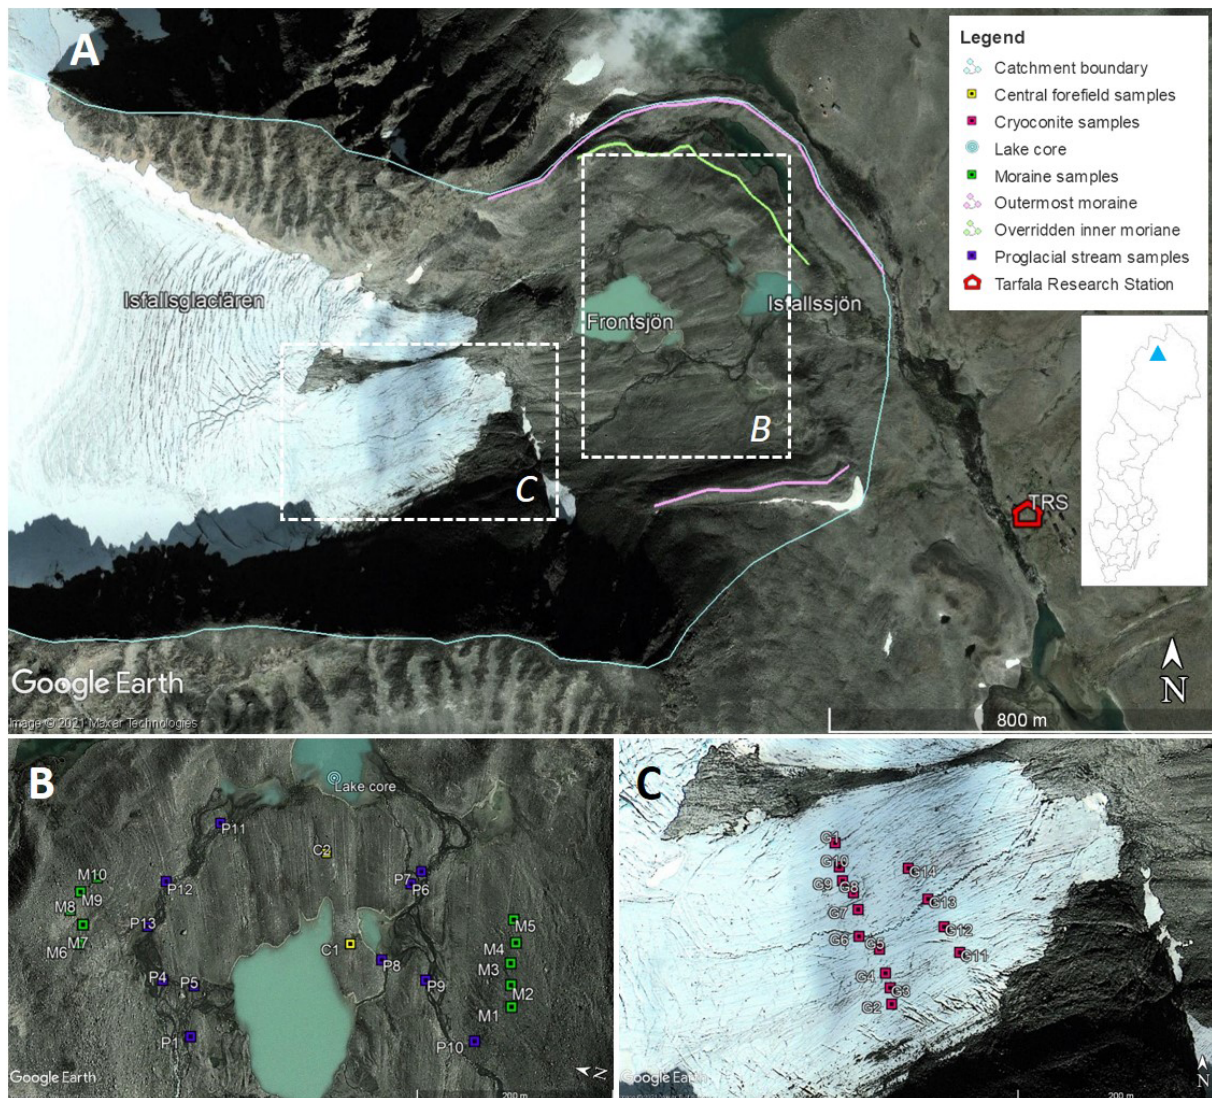 A
Legend
Catchment boundary
Central forefield samples
Cryoconite samples
Lake core
Moraine samples
Outermost moraine
Overridden inner moriane
Proglacial stream samples
Tarfala Research Station
Isfallsglaciären
Frontsjön
Isfallssjön
B
C
TRS
Google Earth
Image © 2021 Maxar Technologies
800 m
N
B
Lake core
P11
C2
M10
P12
P7
P6
M9
M8
P13
M5
M7
M6
C1
M4
P8
M3
P4
P5
P9
M2
M1
P1
P10
Google Earth
N
200 m
C
G1
G10
G14
G9
G8
G13
G7
G12
G6
G5
G11
G4
G3
G2
Google Earth
200 m
N